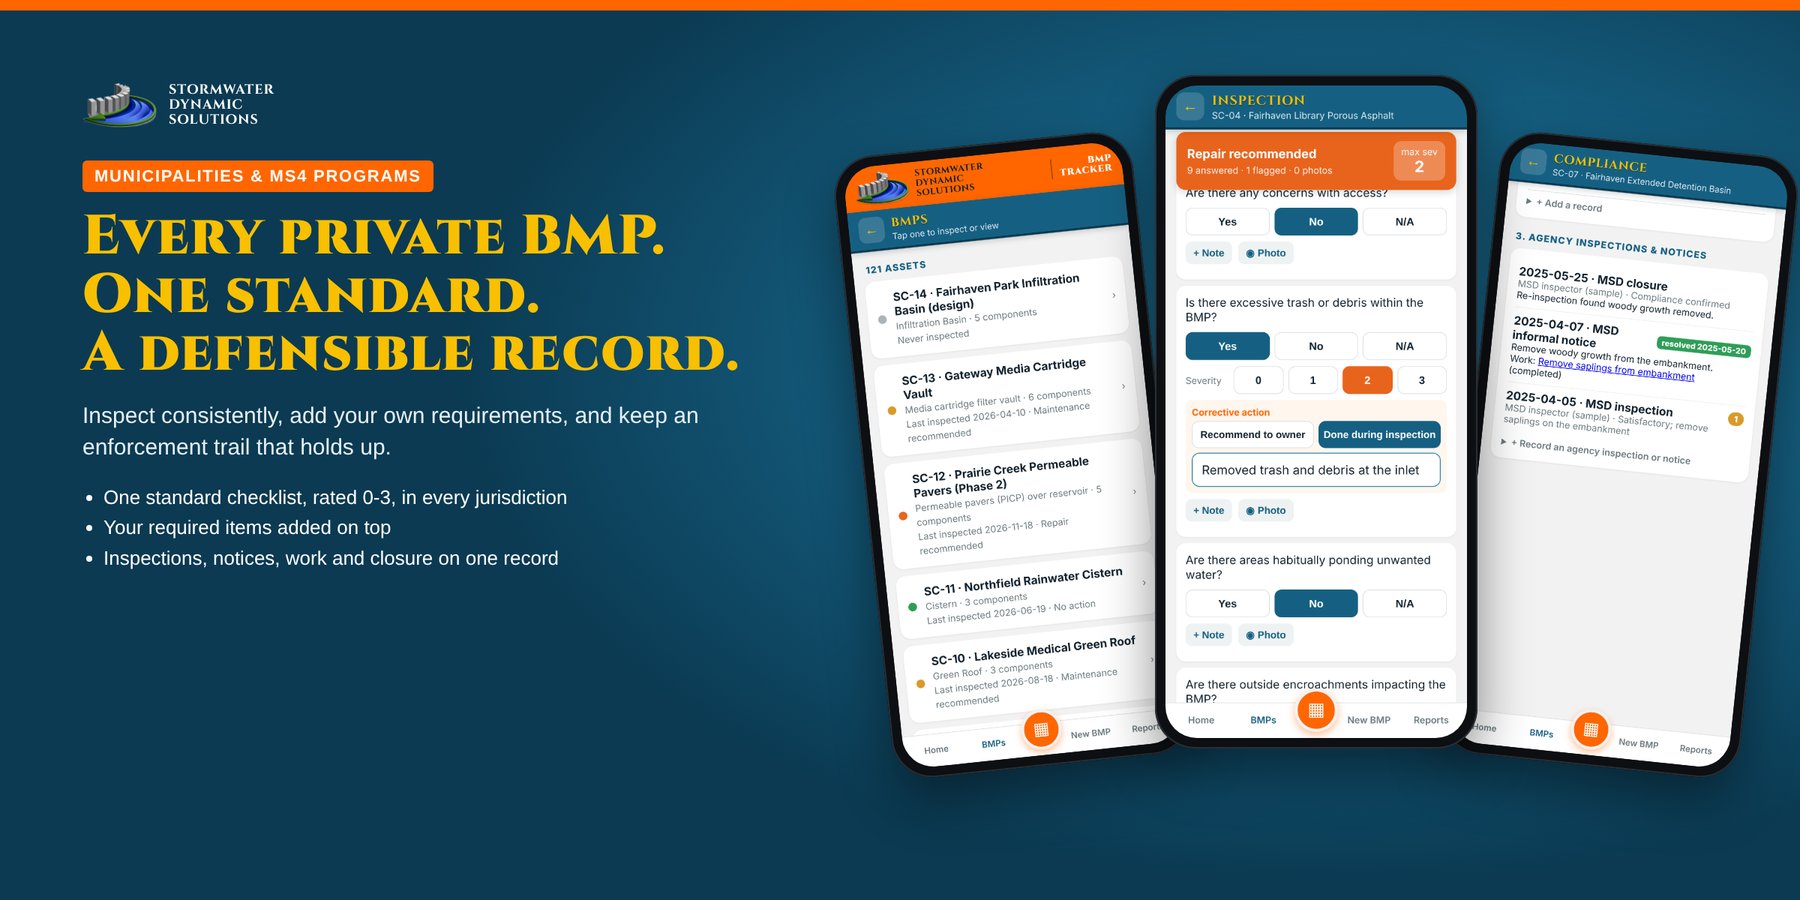 STORMWATER
DYNAMIC
SOLUTIONS
MUNICIPALITIES & MS4 PROGRAMS
EVERY PRIVATE BMP.
ONE STANDARD.
A DEFENSIBLE RECORD.
Inspect consistently, add your own requirements, and keep an
enforcement trail that holds up.
• One standard checklist, rated 0-3, in every jurisdiction
• Your required items added on top
• Inspections, notices, work and closure on one record
STORMWATER
DYNAMIC
SOLUTIONS
BMP
TRACKER
←
BMPS
Tap one to inspect or view
121 ASSETS
SC-14 · Fairhaven Park Infiltration
Basin (design)
Infiltration Basin · 5 components
Never inspected
SC-13 · Gateway Media Cartridge
Vault
Media cartridge filter vault · 6 components
Last inspected 2026-04-10 · Maintenance
recommended
SC-12 · Prairie Creek Permeable
Pavers (Phase 2)
Permeable pavers (PICP) over reservoir · 5
components
Last inspected 2026-11-18 · Repair
recommended
SC-11 · Northfield Rainwater Cistern
Cistern · 3 components
Last inspected 2026-06-19 · No action
SC-10 · Lakeside Medical Green Roof
Green Roof · 3 components
Last inspected 2026-08-18 · Maintenance
recommended
Home BMPs New BMP
←
INSPECTION
SC-04 · Fairhaven Library Porous Asphalt
Repair recommended
9 answered · 1 flagged · 0 photos
max sev
2
Are there any concerns with access?
Yes No N/A
+ Note ◉ Photo
Is there excessive trash or debris within the
BMP?
Yes No N/A
Severity 0 1 2 3
Corrective action
Recommend to owner Done during inspection
Removed trash and debris at the inlet
+ Note ◉ Photo
Are there areas habitually ponding unwanted
water?
Yes No N/A
+ Note ◉ Photo
Are there outside encroachments impacting the
BMP?
Home BMPs New BMP Reports
←
COMPLIANCE
SC-07 · Fairhaven Extended Detention Basin
▶ + Add a record
3. AGENCY INSPECTIONS & NOTICES
2025-05-25 · MSD closure
MSD inspector (sample) · Compliance confirmed
Re-inspection found woody growth removed.
2025-04-07 · MSD
informal notice
resolved 2025-05-20
Remove woody growth from the embankment.
Work: Remove saplings from embankment
(completed)
2025-04-05 · MSD inspection
1
MSD inspector (sample) · Satisfactory; remove
saplings on the embankment
▶ + Record an agency inspection or notice
BMPs New BMP Reports